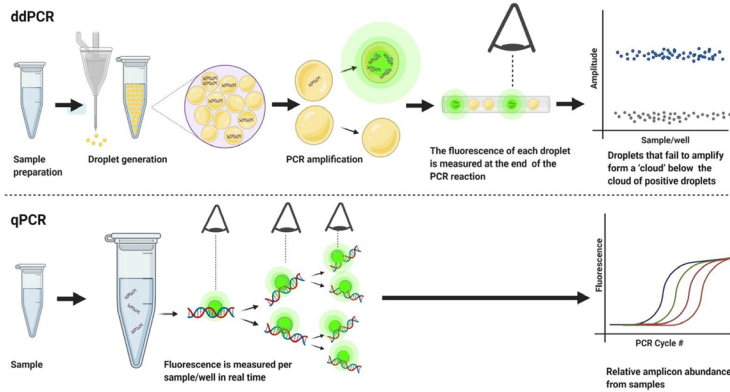 ddPCR
Sample
preparation
Droplet generation
PCR amplification
The fluorescence of each droplet
is measured at the end of the
PCR reaction
Amplitude
Sample/well
Droplets that fail to amplify
form a 'cloud' below the
cloud of positive droplets
qPCR
Sample
Fluorescence is measured per
sample/well in real time
Fluorescence
PCR Cycle #
Relative amplicon abundance
from samples